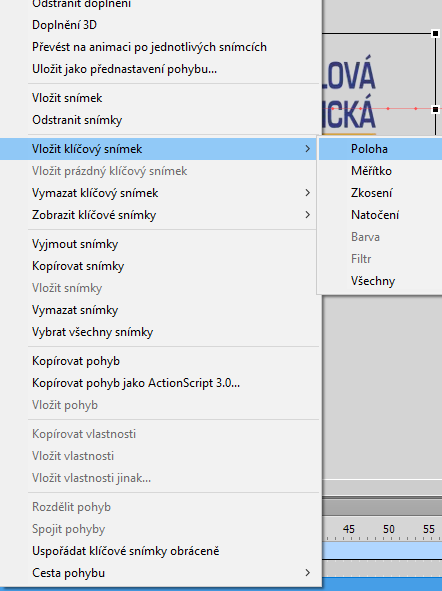 Odstranit doplnění
Doplnění 3D
Převést na animaci po jednotlivých snímcích
Uložit jako přednastavení pohybu...
Vložit snímek
Odstranit snímky
Vložit klíčový snímek
Vložit prázdný klíčový snímek
Vymazat klíčový snímek
Zobrazit klíčové snímky
Vyjmout snímky
Kopírovat snímky
Vložit snímky
Vymazat snímky
Vybrat všechny snímky
Kopírovat pohyb
Kopírovat pohyb jako ActionScript 3.0...
Vložit pohyb
Kopírovat vlastnosti
Vložit vlastnosti
Vložit vlastnosti jinak...
Rozdělit pohyb
Spojit pohyby
Uspořádat klíčové snímky obráceně
Cesta pohybu
Poloha
Měřítko
Zkosení
Natočení
Barva
Filtr
Všechny
LOVÁ
ICKÁ
45 50 55